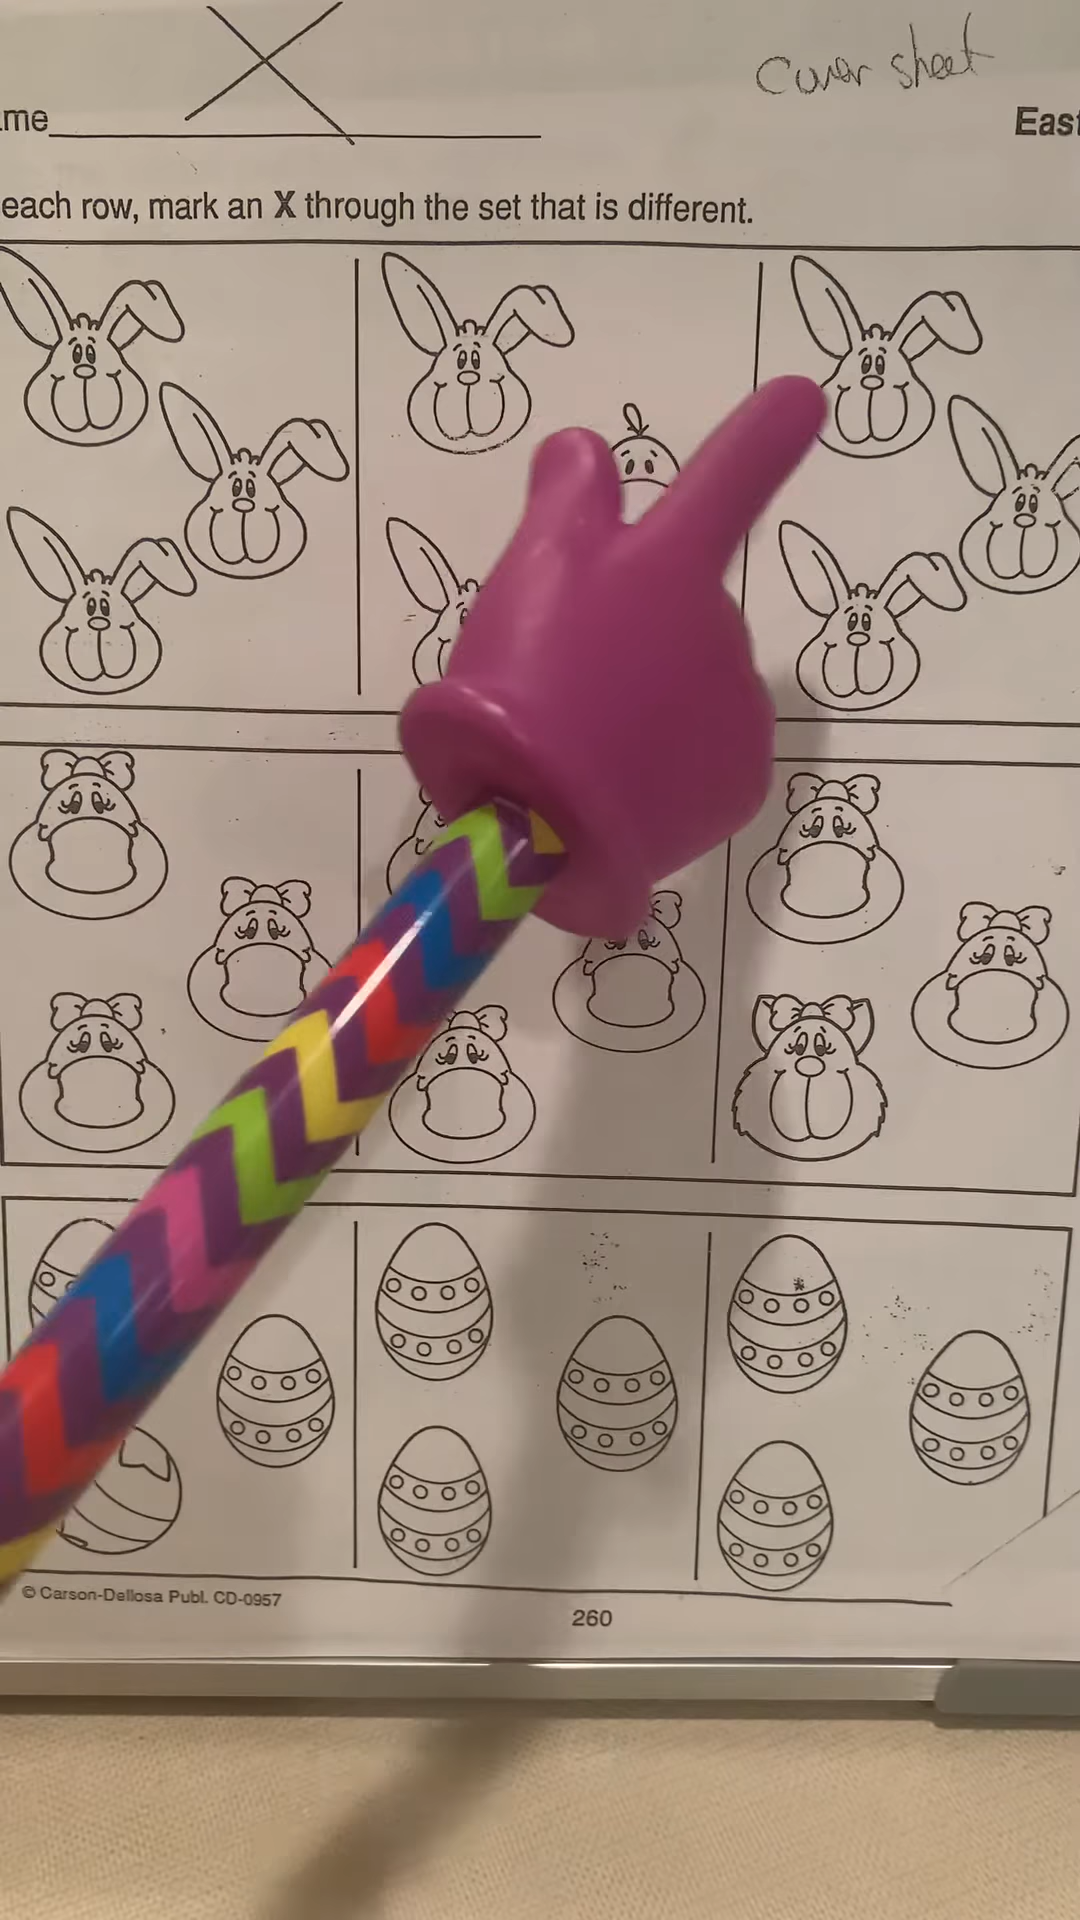 Cover sheet
me
East
each row, mark an X through the set that is different.
© Carson-Dellosa Publ. CD-0957
260